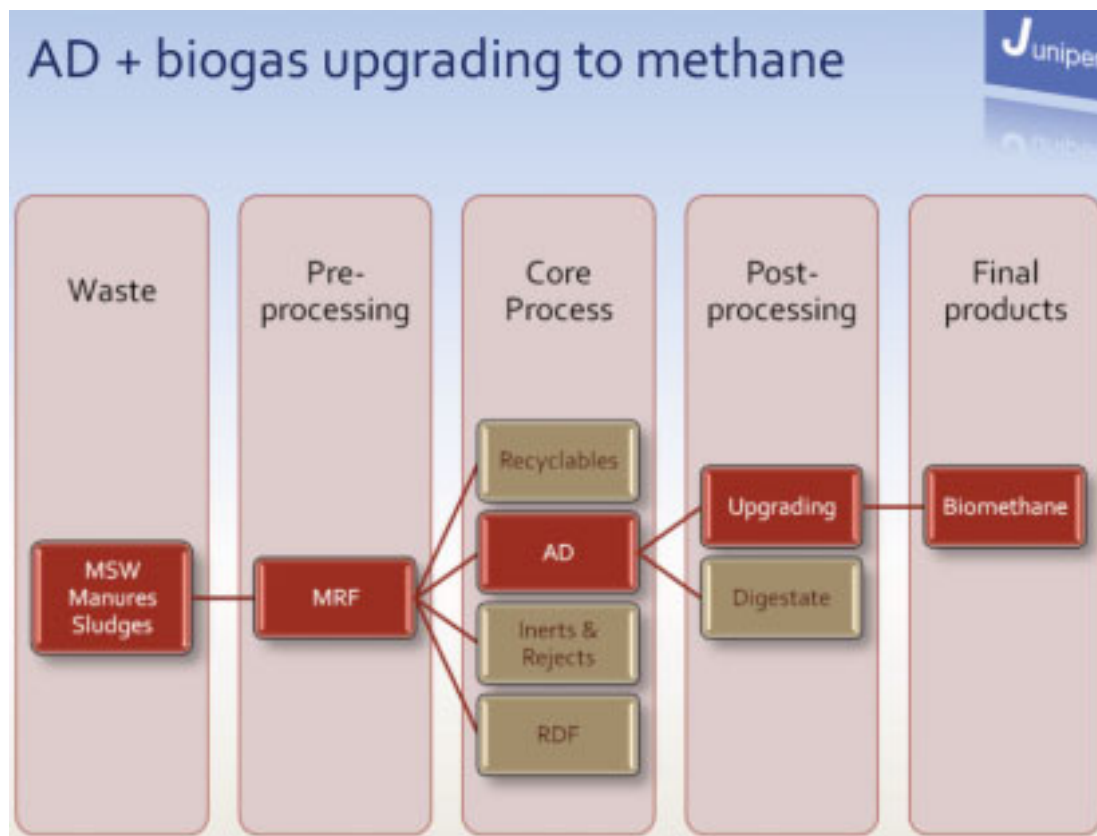 AD + biogas upgrading to methane
Juniper
Waste
Pre-
processing
Core
Process
Post-
processing
Final
products
MSW
Manures
Sludges
MRF
Recyclables
AD
Inerts &
Rejects
RDF
Upgrading
Digestate
Biomethane